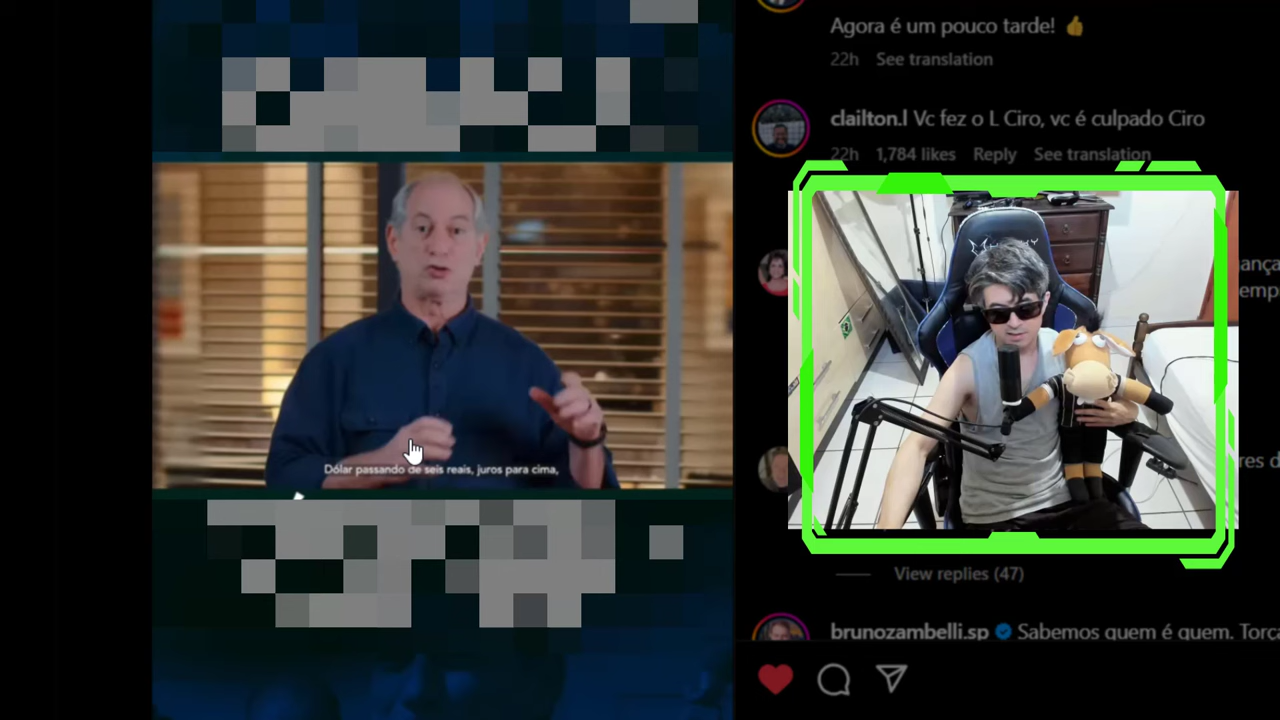 Agora é um pouco tarde! 👍
22h See translation
clailton.l Vc fez o L Ciro, vc é culpado Ciro
22h 1,784 likes Reply See translation
Dólar passando de seis reais, juros para cima,
View replies (47)
brunozambelli.sp Sabemos quem é quem.